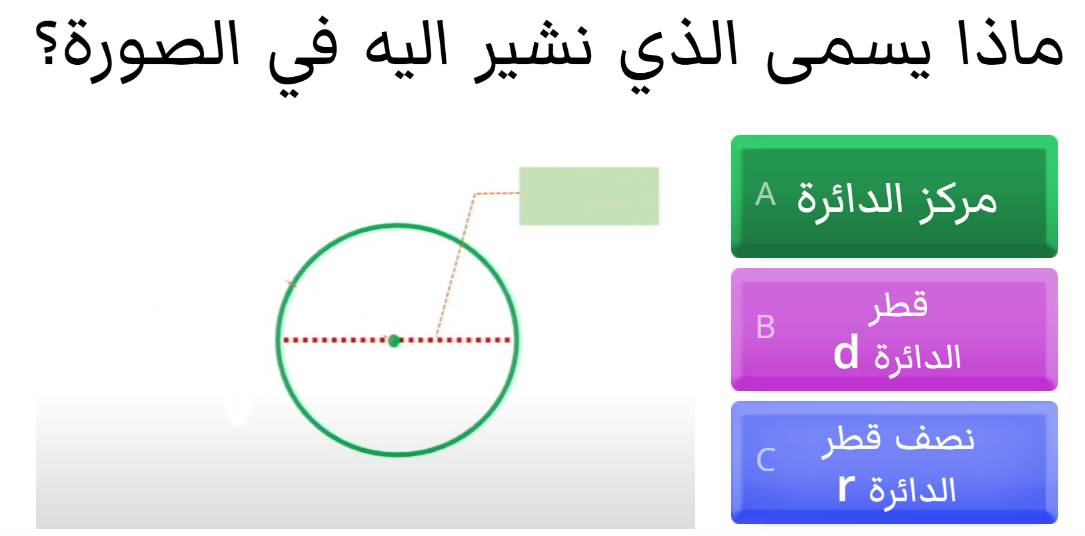 ماذا يسمى الذي نشير اليه في الصورة؟
A مركز الدائرة
B قطر
الدائرة d
C نصف قطر
الدائرة r